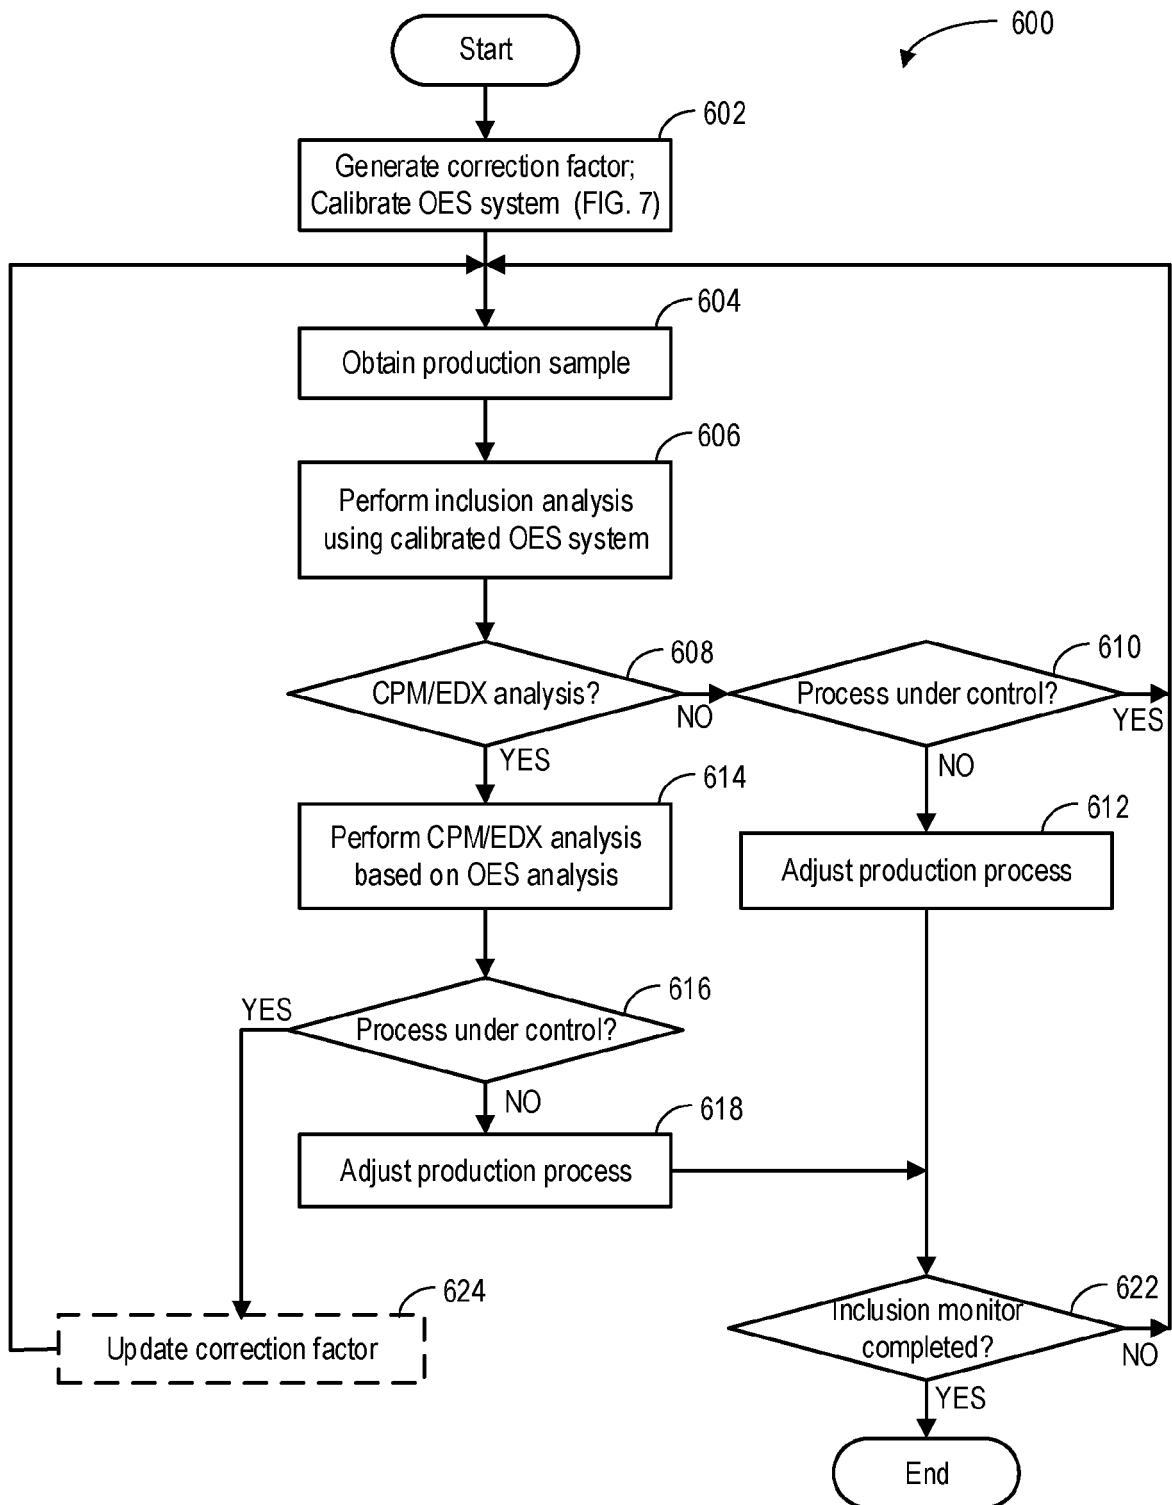 600
Start
602
Generate correction factor;
Calibrate OES system (FIG. 7)
604
Obtain production sample
606
Perform inclusion analysis
using calibrated OES system
608
CPM/EDX analysis?
NO
YES
610
Process under control?
YES
NO
612
Adjust production process
614
Perform CPM/EDX analysis
based on OES analysis
616
Process under control?
YES
NO
618
Adjust production process
624
Update correction factor
622
Inclusion monitor
completed?
NO
YES
End